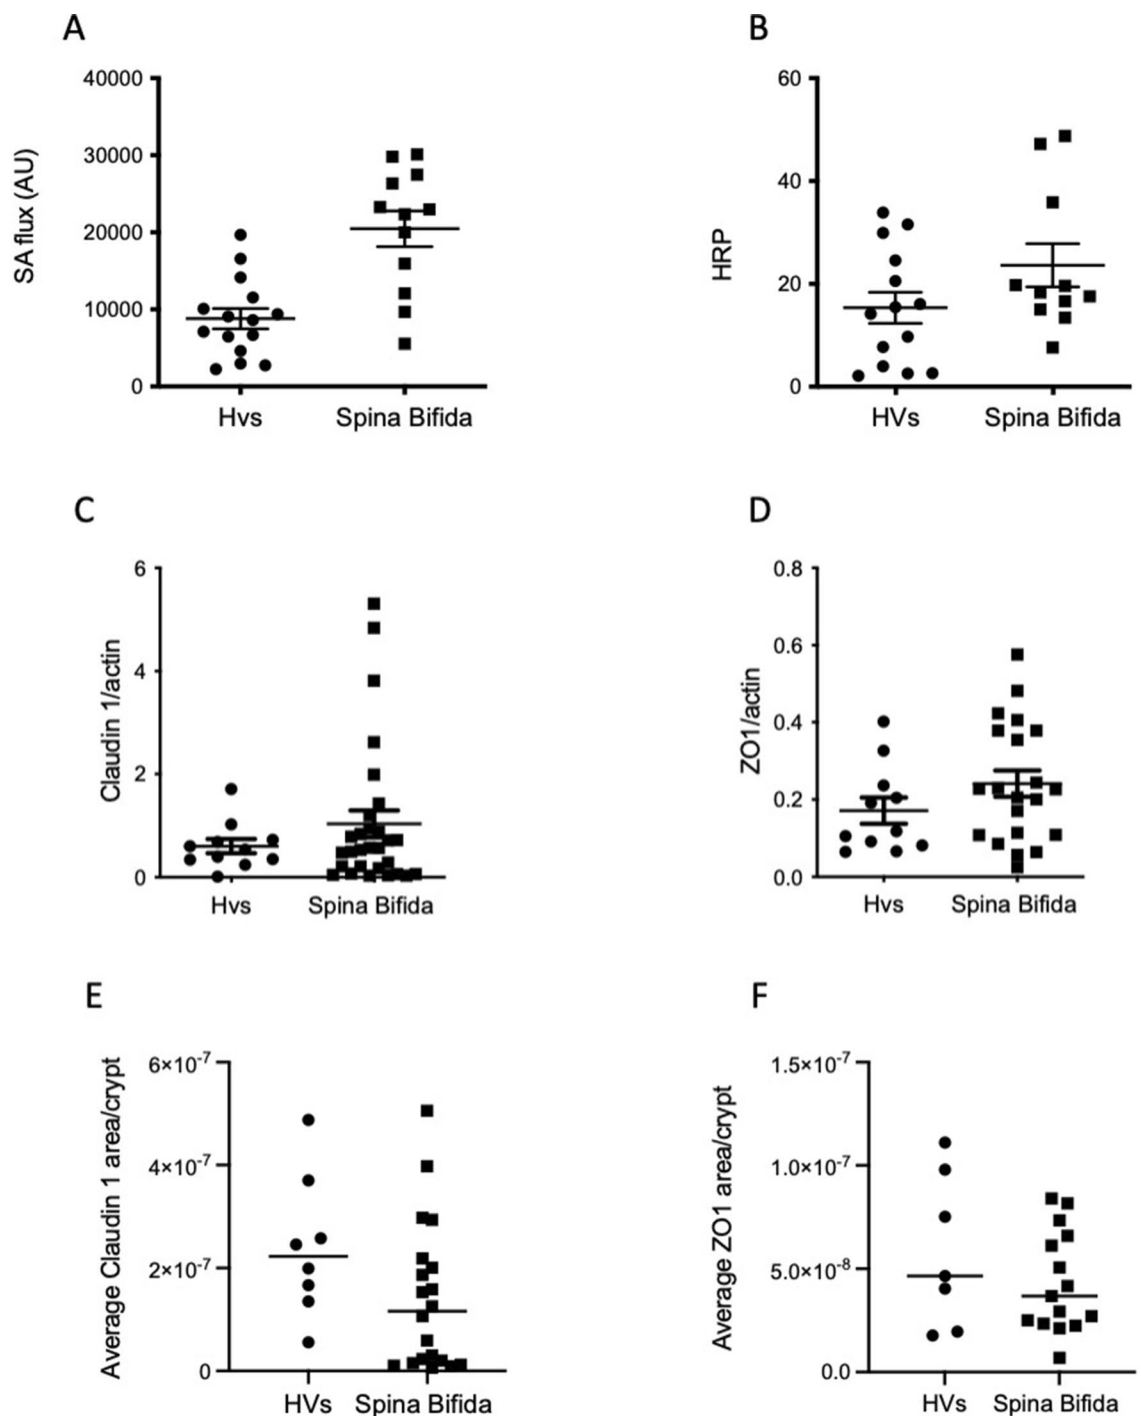 A
SA flux (AU)
40000
30000
20000
10000
0
Hvs
Spina Bifida
B
HRP
60
40
20
0
HVs
Spina Bifida
C
Claudin 1/actin
6
4
2
0
Hvs
Spina Bifida
D
ZO1/actin
0.8
0.6
0.4
0.2
0.0
Hvs
Spina Bifida
E
Average Claudin 1 area/crypt
6×10⁻⁷
4×10⁻⁷
2×10⁻⁷
0
HVs
Spina Bifida
F
Average ZO1 area/crypt
1.5×10⁻⁷
1.0×10⁻⁷
5.0×10⁻⁸
0.0
HVs
Spina Bifida